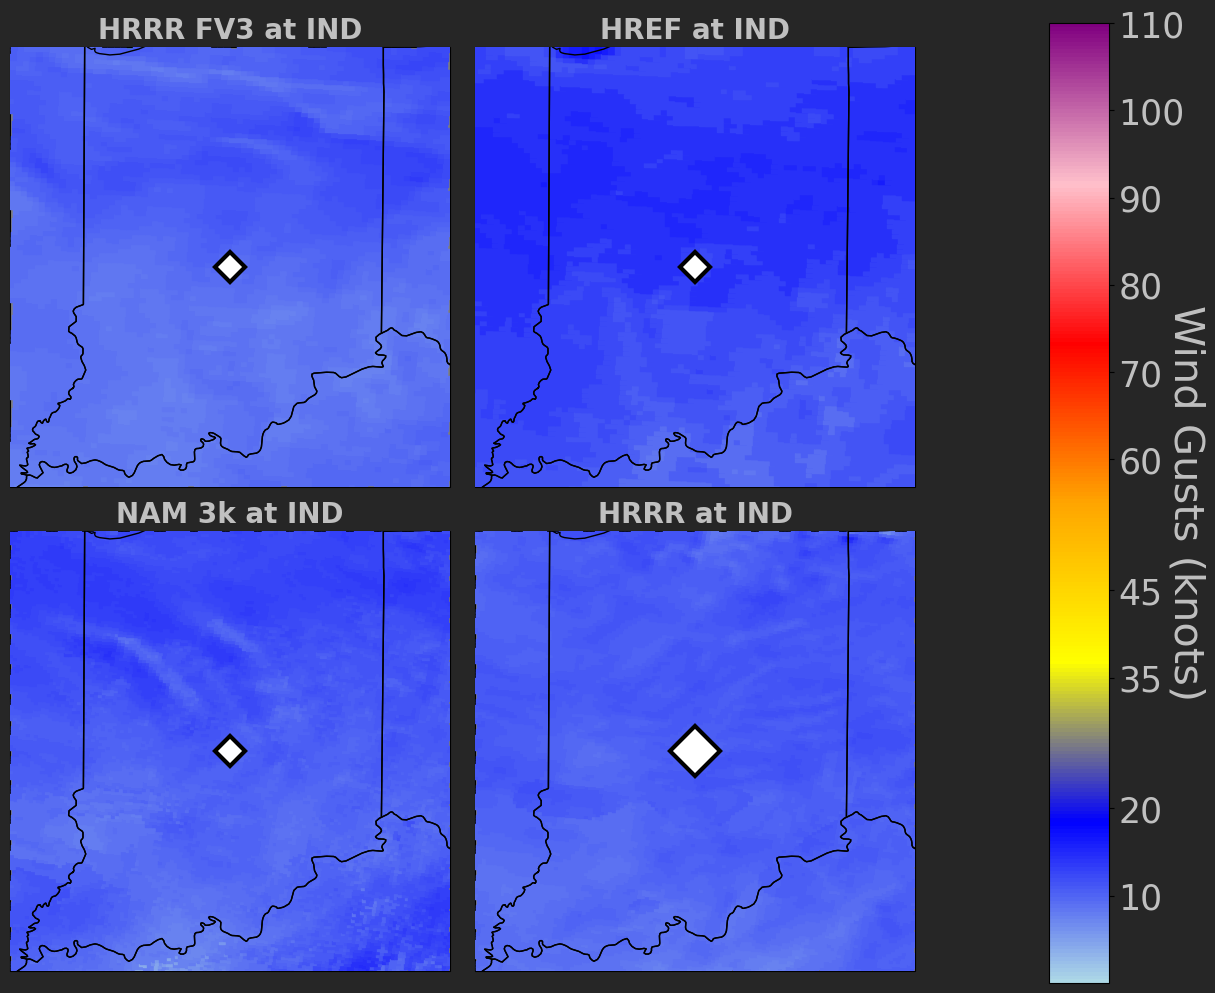 HRRR FV3 at IND
HREF at IND
NAM 3k at IND
HRRR at IND
110
100
90
80
70
60
45
35
20
10
Wind Gusts (knots)